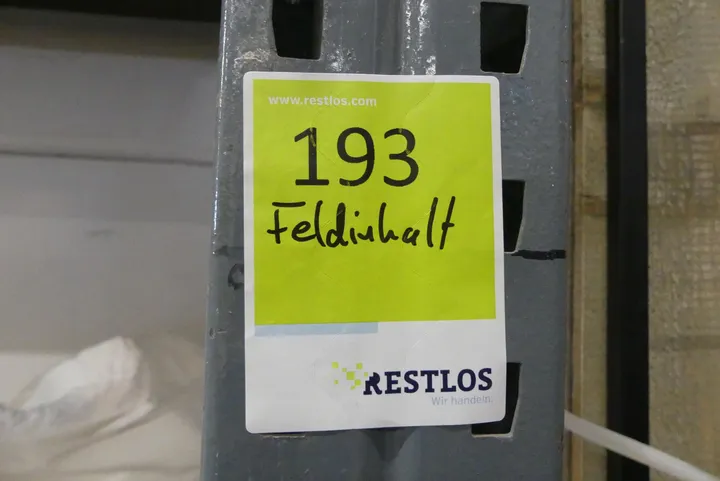 www.restlos.com
193
Feldinhalt
RESTLOS
Wir handeln.